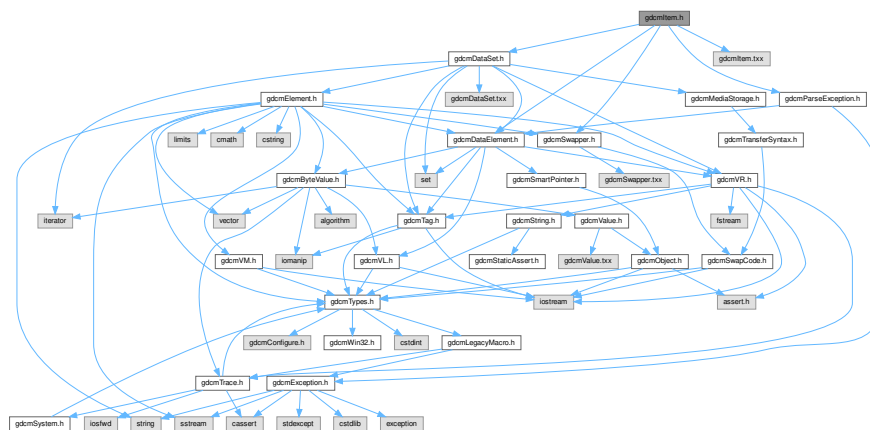 gdcmItem.h
gdcmDataSet.h
gdcmItem.txx
gdcmElement.h
gdcmDataSet.txx
gdcmMediaStorage.h
gdcmParseException.h
limits
cmath
cstring
gdcmDataElement.h
gdcmSwapper.h
gdcmTransferSyntax.h
gdcmByteValue.h
set
gdcmSmartPointer.h
gdcmSwapper.txx
gdcmVR.h
iterator
vector
algorithm
gdcmTag.h
gdcmString.h
gdcmValue.h
fstream
gdcmVM.h
iomanip
gdcmVL.h
gdcmStaticAssert.h
gdcmValue.txx
gdcmObject.h
gdcmSwapCode.h
gdcmTypes.h
iostream
assert.h
gdcmConfigure.h
gdcmWin32.h
cstdint
gdcmLegacyMacro.h
gdcmTrace.h
gdcmException.h
gdcmSystem.h
iosfwd
string
sstream
cassert
stdexcept
cstdlib
exception